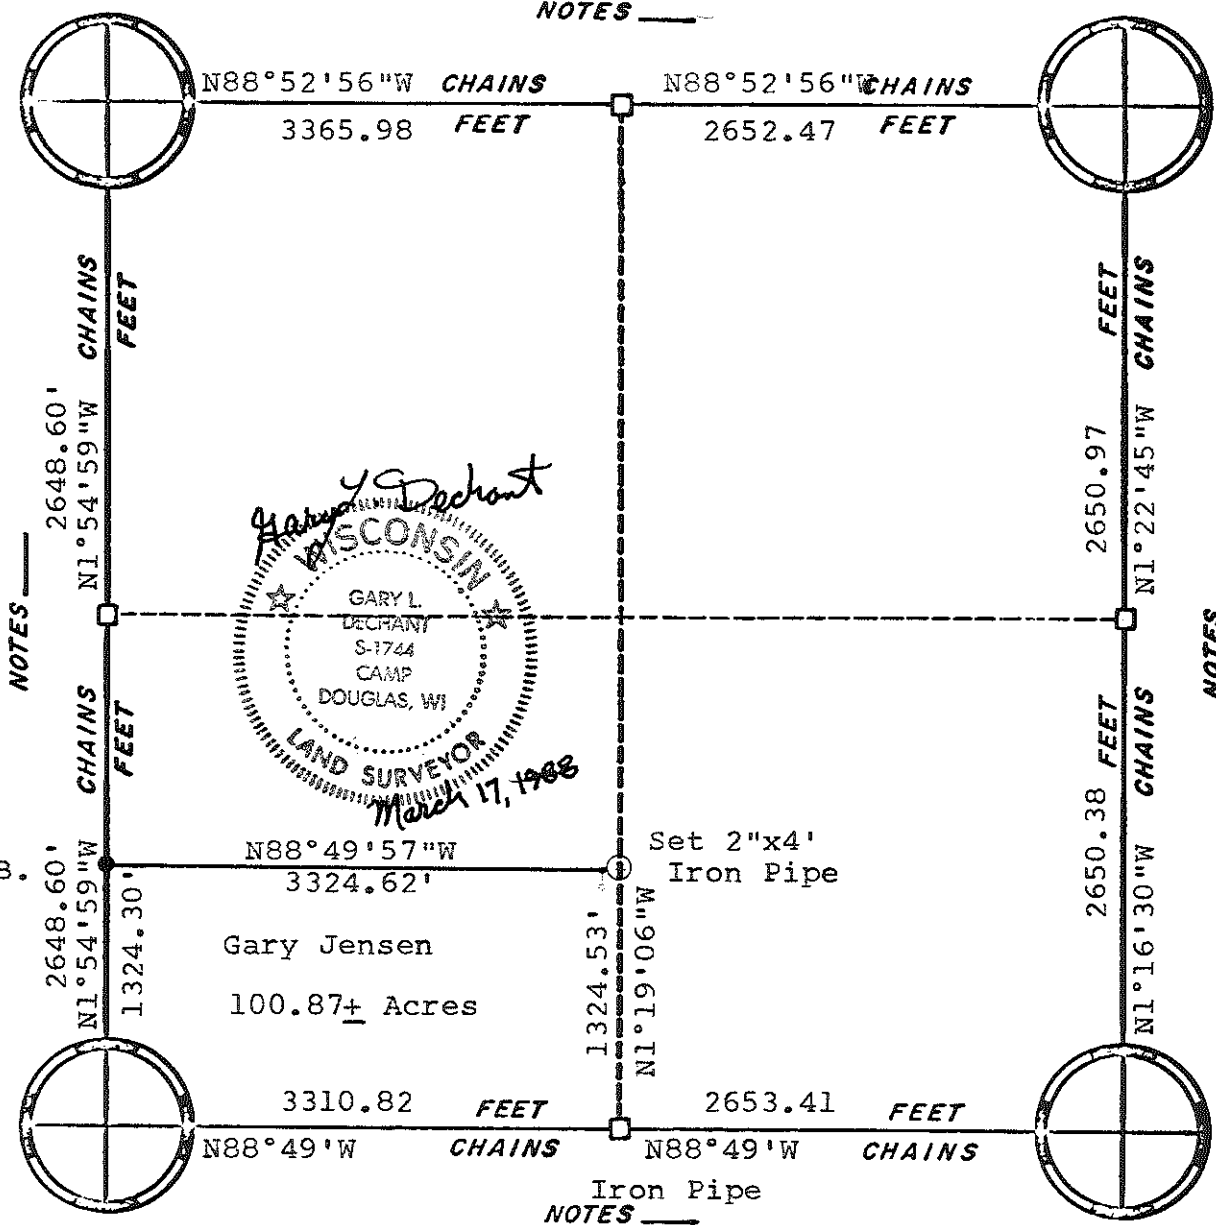 NOTES
N88°52'56"W CHAINS
3365.98 FEET
N88°52'56"W CHAINS
2652.47 FEET
CHAINS
FEET
2648.60'
N1°54'59"W
FEET
CHAINS
2650.97
N1°22'45"W
Gary L Dechant
WISCONSIN
GARY L.
DECHANT
S-1744
CAMP
DOUGLAS, WI
LAND SURVEYOR
March 17, 1988
NOTES
NOTES
CHAINS
FEET
2648.60'
N1°54'59"W
1324.30'
B.
N88°49'57"W
3324.62'
Set 2"x4'
Iron Pipe
Gary Jensen
100.87± Acres
1324.53'
N1°19'06"W
FEET
CHAINS
2650.38
N1°16'30"W
3310.82 FEET
N88°49'W CHAINS
2653.41 FEET
N88°49'W CHAINS
Iron Pipe
NOTES